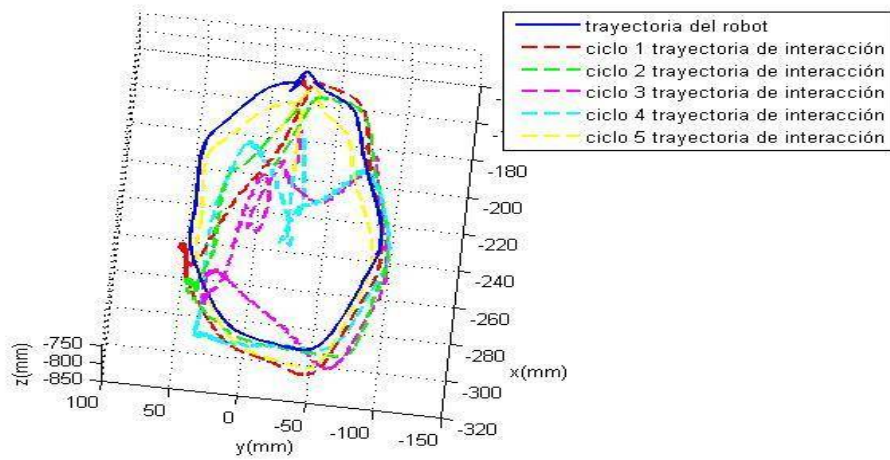 trayectoria del robot
ciclo 1 trayectoria de interacción
ciclo 2 trayectoria de interacción
ciclo 3 trayectoria de interacción
ciclo 4 trayectoria de interacción
ciclo 5 trayectoria de interacción
-180
-200
-220
-240
-260
-280
-300
-320
x(mm)
-750
-800
-850
z(mm)
100
50
0
-50
-100
-150
y(mm)